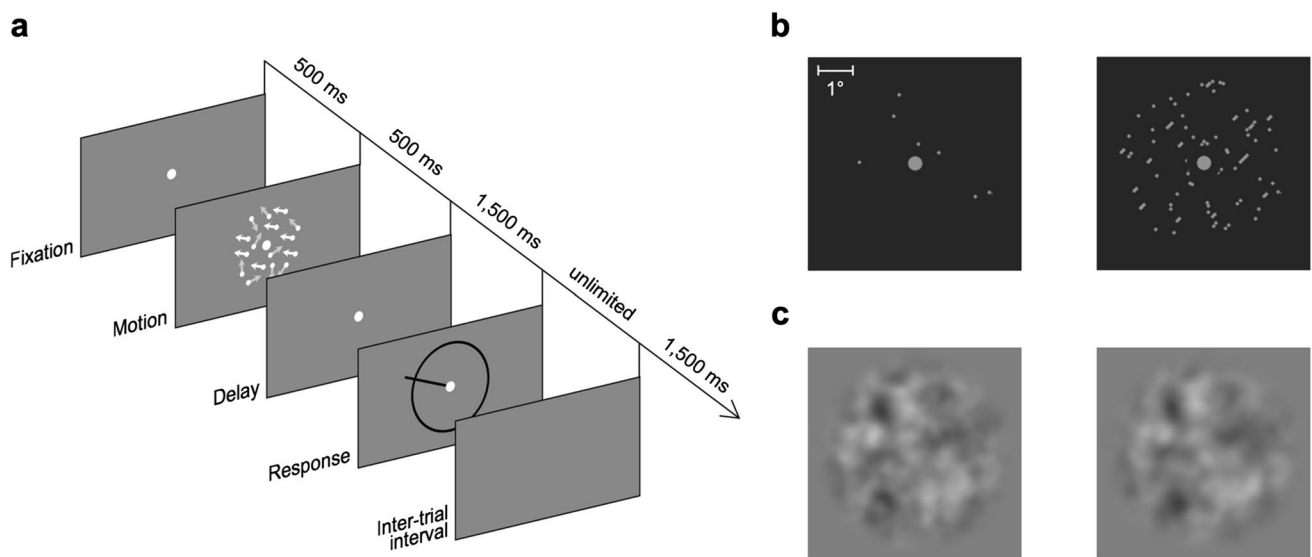 a
500 ms
500 ms
1,500 ms
unlimited
1,500 ms
Fixation
Motion
Delay
Response
Inter-trial
interval
b
1°
c